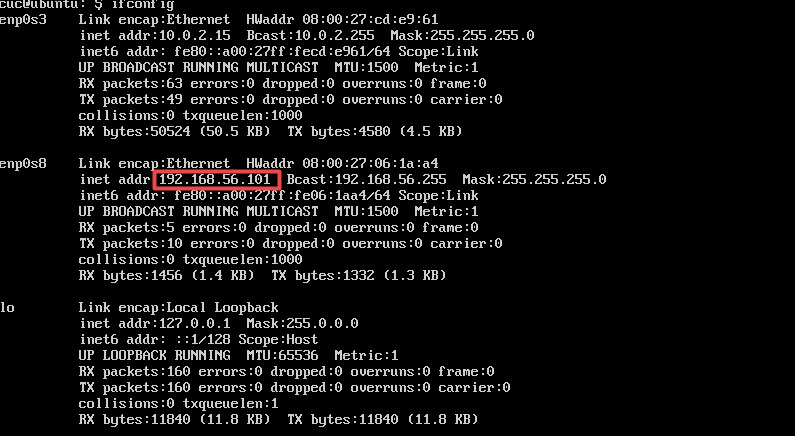 cuc@ubuntu:~$ ifconfig
enp0s3 Link encap:Ethernet HWaddr 08:00:27:cd:e9:61
inet addr:10.0.2.15 Bcast:10.0.2.255 Mask:255.255.255.0
inet6 addr: fe80::a00:27ff:fecd:e961/64 Scope:Link
UP BROADCAST RUNNING MULTICAST MTU:1500 Metric:1
RX packets:63 errors:0 dropped:0 overruns:0 frame:0
TX packets:49 errors:0 dropped:0 overruns:0 carrier:0
collisions:0 txqueuelen:1000
RX bytes:50524 (50.5 KB) TX bytes:4580 (4.5 KB)
enp0s8 Link encap:Ethernet HWaddr 08:00:27:06:1a:a4
inet addr:192.168.56.101 Bcast:192.168.56.255 Mask:255.255.255.0
inet6 addr: fe80::a00:27ff:fe06:1aa4/64 Scope:Link
UP BROADCAST RUNNING MULTICAST MTU:1500 Metric:1
RX packets:5 errors:0 dropped:0 overruns:0 frame:0
TX packets:10 errors:0 dropped:0 overruns:0 carrier:0
collisions:0 txqueuelen:1000
RX bytes:1456 (1.4 KB) TX bytes:1332 (1.3 KB)
lo Link encap:Local Loopback
inet addr:127.0.0.1 Mask:255.0.0.0
inet6 addr: ::1/128 Scope:Host
UP LOOPBACK RUNNING MTU:65536 Metric:1
RX packets:160 errors:0 dropped:0 overruns:0 frame:0
TX packets:160 errors:0 dropped:0 overruns:0 carrier:0
collisions:0 txqueuelen:1
RX bytes:11840 (11.8 KB) TX bytes:11840 (11.8 KB)